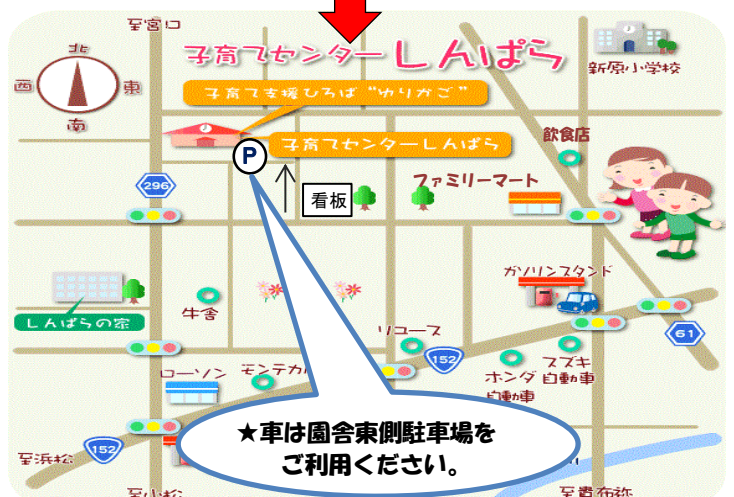 至宮口
子育てセンターしんぱら
新原小学校
北
西
東
南
子育て支援ひろば“ゆりかご”
子育てセンターしんぱら
P
飲食店
ファミリーマート
296
看板
ガソリンスタンド
しんぱらの家
牛舎
リユース
61
152
ローソン
モンテカ
ホンダ
自動車
スズキ
自動車
★車は園舎東側駐車場を
ご利用ください。
152
至浜松
至小松
至貴布祢